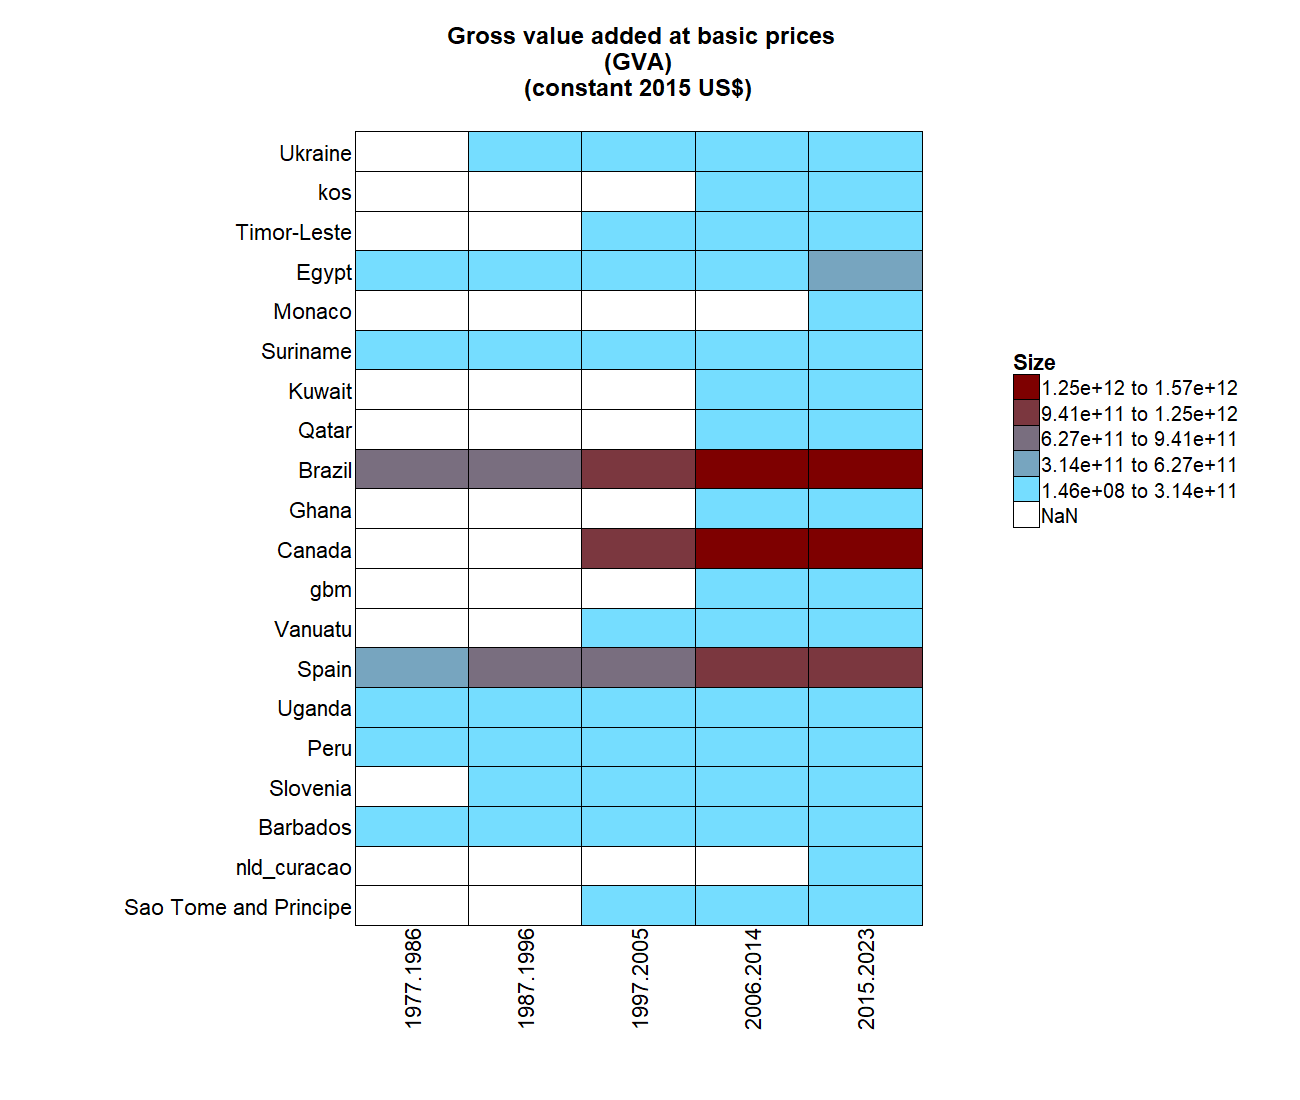 Gross value added at basic prices
(GVA)
(constant 2015 US$)
Ukraine
kos
Timor-Leste
Egypt
Monaco
Suriname
Kuwait
Qatar
Brazil
Ghana
Canada
gbm
Vanuatu
Spain
Uganda
Peru
Slovenia
Barbados
nld_curacao
Sao Tome and Principe
1977.1986
1987.1996
1997.2005
2006.2014
2015.2023
Size
1.25e+12 to 1.57e+12
9.41e+11 to 1.25e+12
6.27e+11 to 9.41e+11
3.14e+11 to 6.27e+11
1.46e+08 to 3.14e+11
NaN